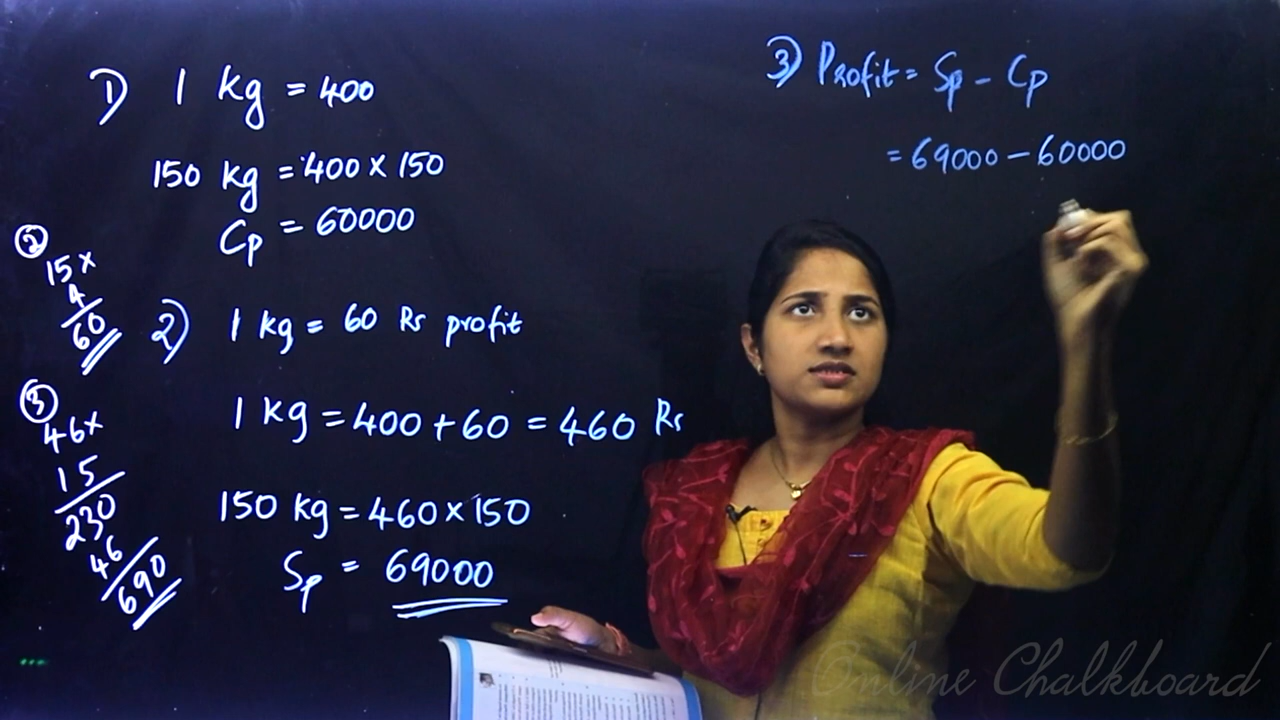 1) 1 kg = 400
150 kg = 400 x 150
Cp = 60000
②
15 x
4
60
2) 1 kg = 60 Rs profit
1 kg = 400 + 60 = 460 Rs
150 kg = 460 x 150
Sp = 69000
③
46x
15
230
46
690
3) Profit = Sp - Cp
= 69000 - 60000
Online Chalkboard